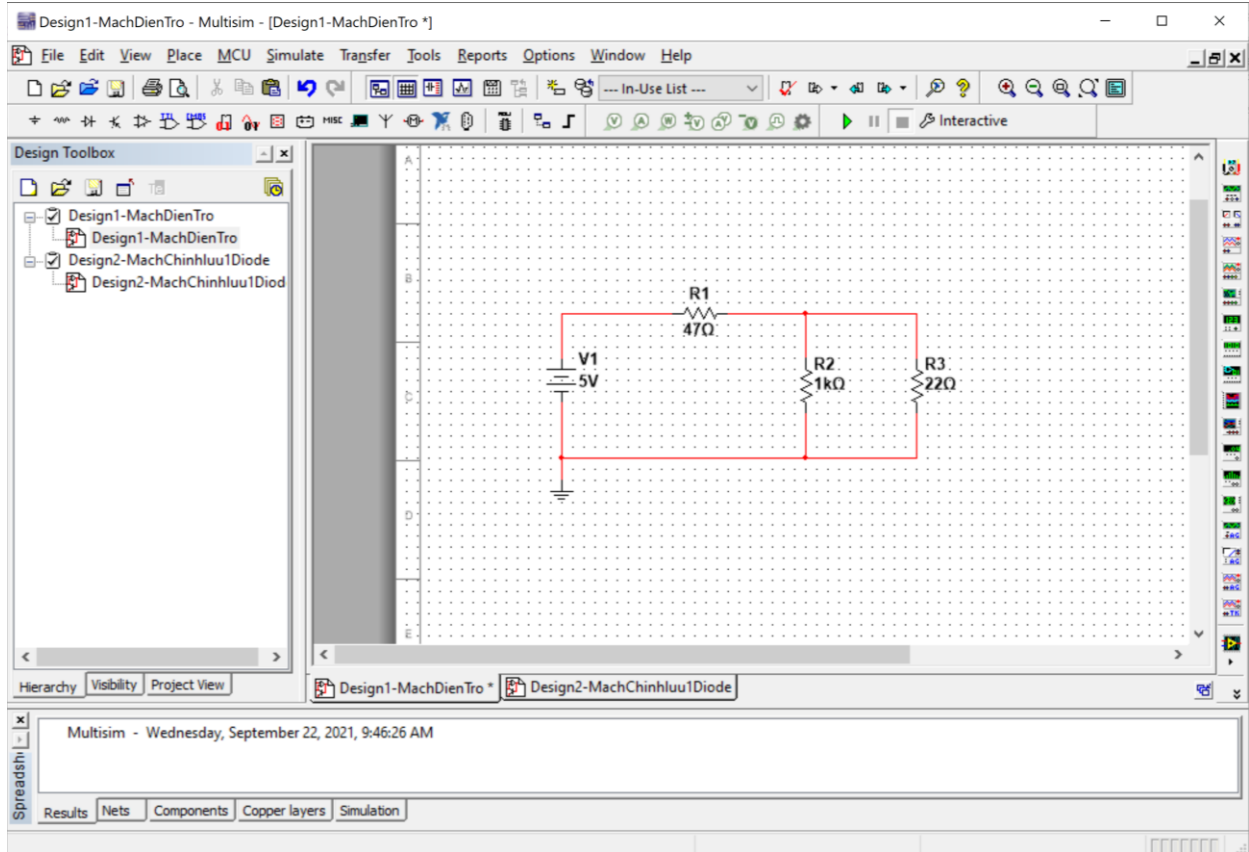 Design1-MachDienTro - Multisim - [Design1-MachDienTro *]
File Edit View Place MCU Simulate Transfer Tools Reports Options Window Help
--- In-Use List ---
MISC Interactive
Design Toolbox
Design1-MachDienTro
Design1-MachDienTro
Design2-MachChinhluu1Diode
Design2-MachChinhluu1Diod
A
B
C
D
E
R1
47Ω
V1
5V
R2
1kΩ
R3
22Ω
Hierarchy Visibility Project View
Design1-MachDienTro * Design2-MachChinhluu1Diode
Multisim - Wednesday, September 22, 2021, 9:46:26 AM
Spreadsh
Results Nets Components Copper layers Simulation